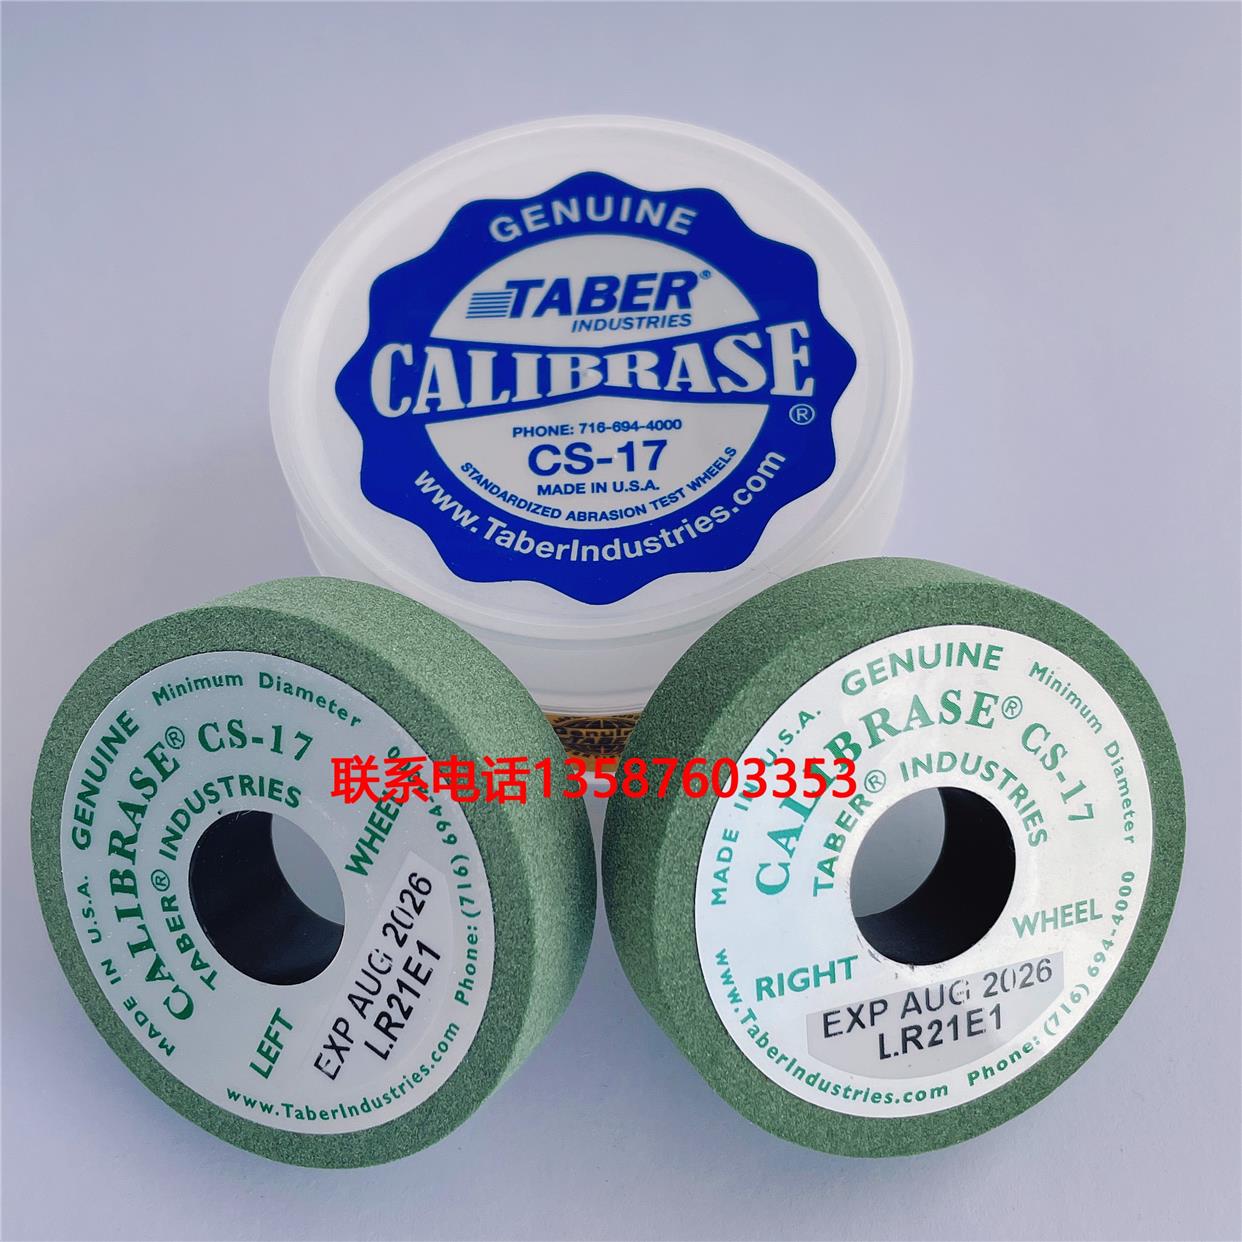 GENUINE
TABER®
INDUSTRIES
CALIBRASE®
PHONE: 716-694-4000
CS-17
MADE IN U.S.A.
STANDARDIZED ABRASION TEST WHEELS
www.TaberIndustries.com
联系电话13587603353
MADE IN U.S.A. GENUINE Minimum Diameter
CALIBRASE® CS-17
TABER® INDUSTRIES
LEFT
WHEEL
EXP AUG 2026
L.R21E1
www.TaberIndustries.com Phone: (716) 694
MADE IN U.S.A. GENUINE Minimum Diameter
CALIBRASE® CS-17
TABER® INDUSTRIES
RIGHT WHEEL
EXP AUG 2026
L.R21E1
www.TaberIndustries.com Phone: (716) 694-4000